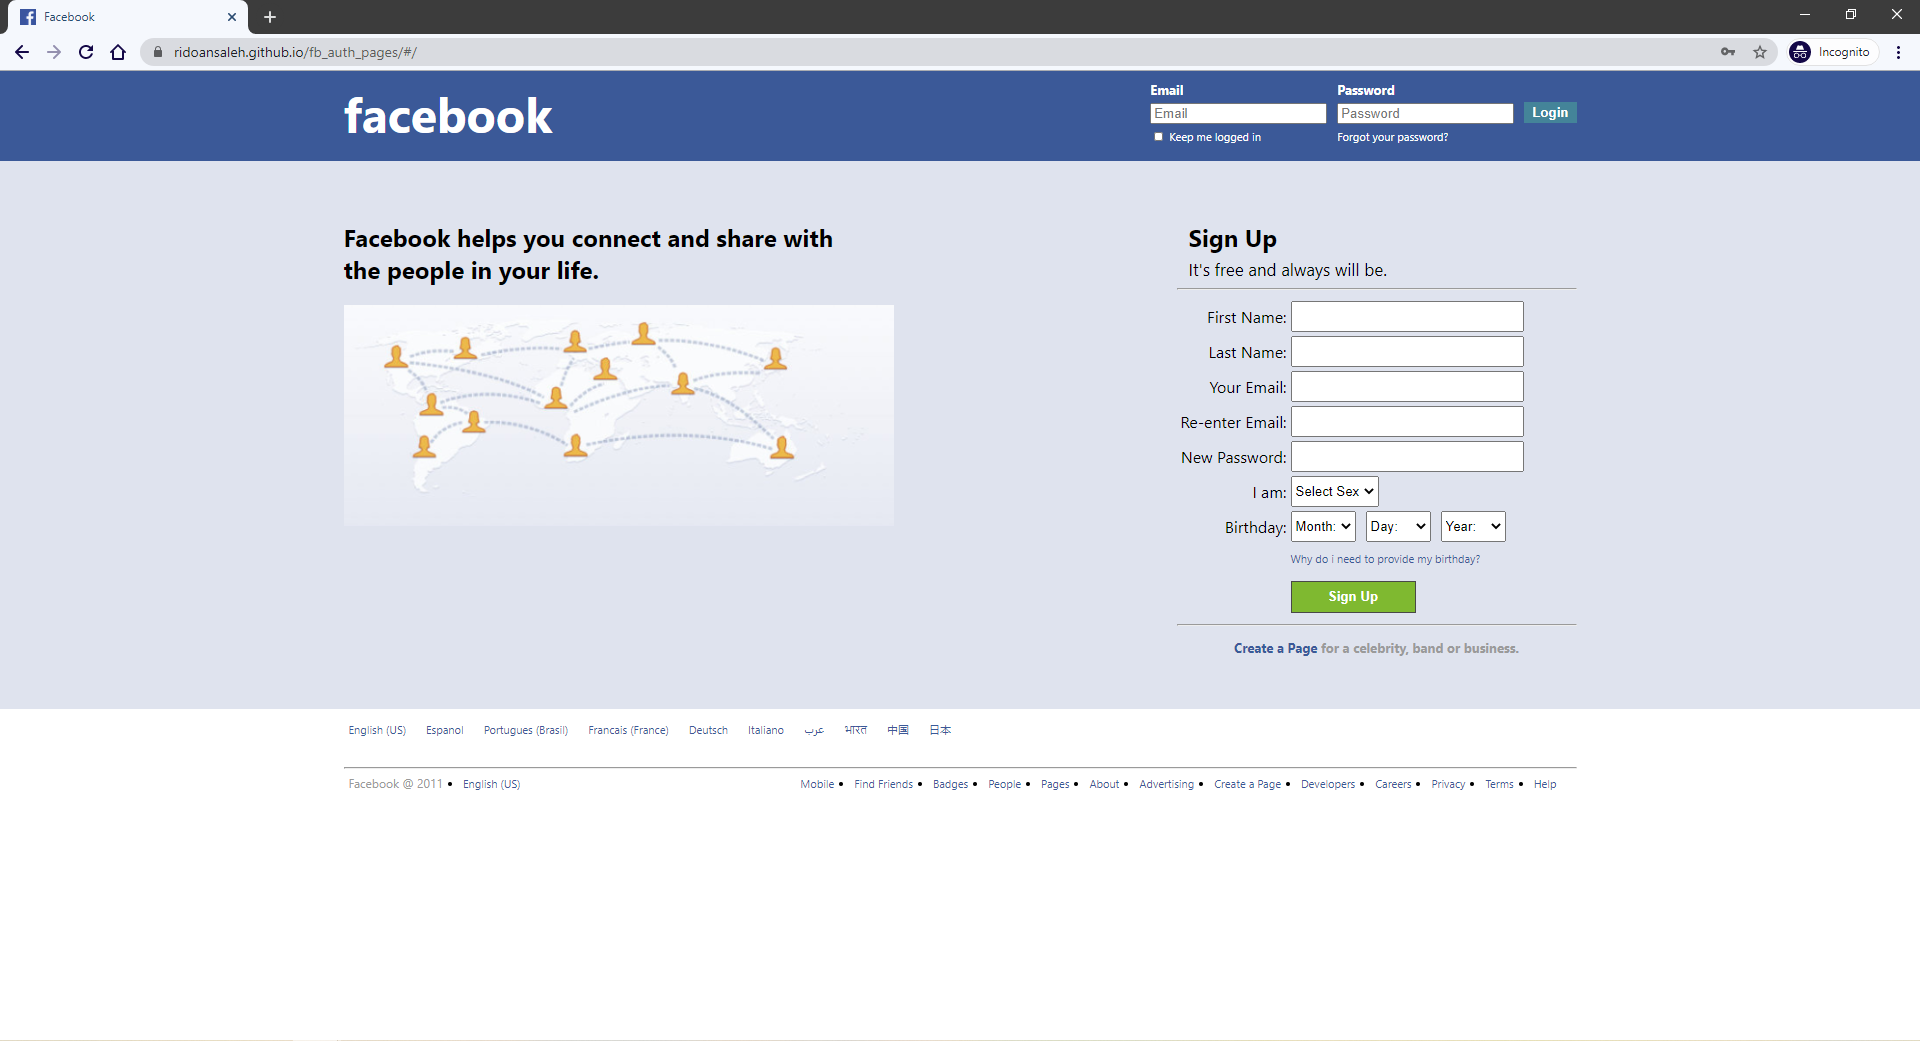 Facebook
ridoansaleh.github.io/fb_auth_pages/#/
Incognito
facebook
Email
Password
Email
Password
Login
Keep me logged in
Forgot your password?
Facebook helps you connect and share with
the people in your life.
Sign Up
It's free and always will be.
First Name:
Last Name:
Your Email:
Re-enter Email:
New Password:
I am: Select Sex
Birthday: Month: Day: Year:
Why do i need to provide my birthday?
Sign Up
Create a Page for a celebrity, band or business.
English (US) Espanol Portugues (Brasil) Francais (France) Deutsch Italiano عرب भारत 中国 日本
Facebook @ 2011 • English (US)
Mobile • Find Friends • Badges • People • Pages • About • Advertising • Create a Page • Developers • Careers • Privacy • Terms • Help